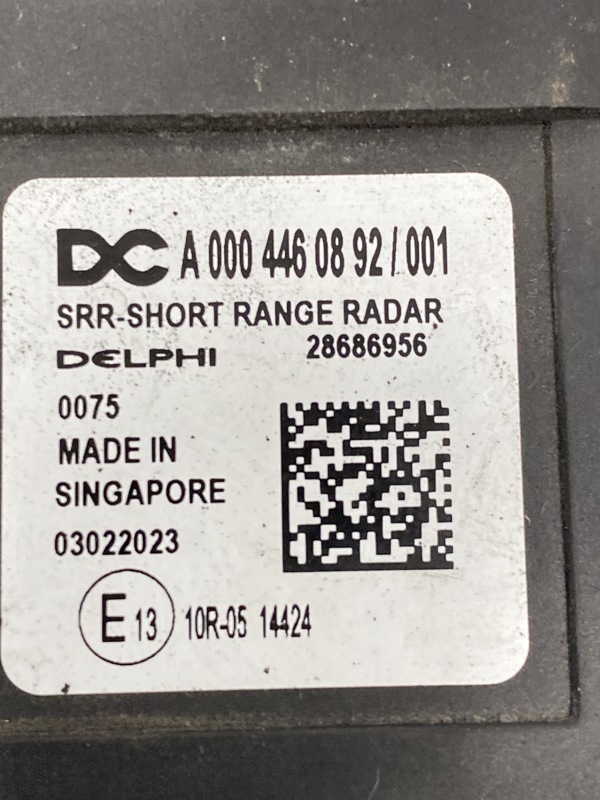 DC A 000 446 08 92 / 001
SRR-SHORT RANGE RADAR
DELPHI 28686956
0075
MADE IN
SINGAPORE
03022023
E 13 10R-05 14424